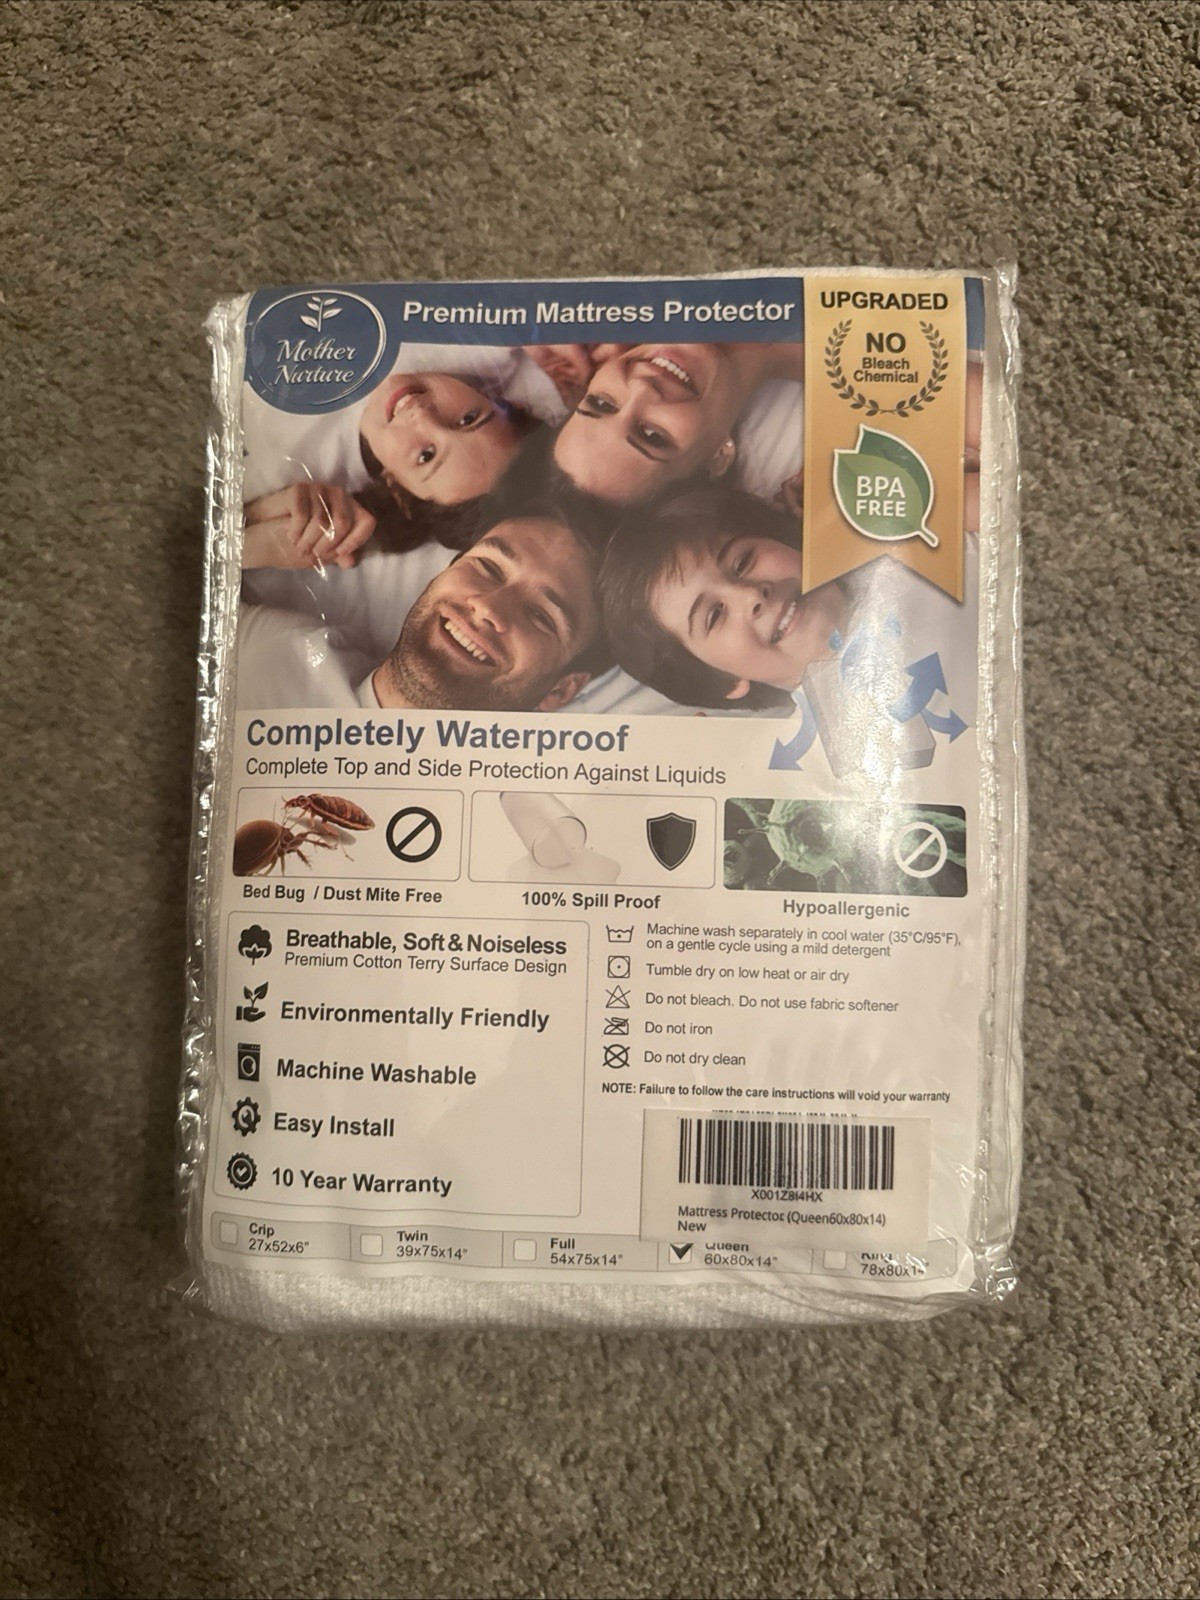 Mother
Nurture
Premium Mattress Protector
UPGRADED
NO
Bleach
Chemical
BPA
FREE
Completely Waterproof
Complete Top and Side Protection Against Liquids
Bed Bug / Dust Mite Free
100% Spill Proof
Hypoallergenic
Breathable, Soft & Noiseless
Premium Cotton Terry Surface Design
Environmentally Friendly
Machine Washable
Easy Install
10 Year Warranty
Machine wash separately in cool water (35°C/95°F),
on a gentle cycle using a mild detergent
Tumble dry on low heat or air dry
Do not bleach. Do not use fabric softener
Do not iron
Do not dry clean
NOTE: Failure to follow the care instructions will void your warranty
X001Z8I4HX
Mattress Protector (Queen60x80x14)
New
Crip
27x52x6"
Twin
39x75x14"
Full
54x75x14"
Queen
60x80x14"
King
78x80x14"